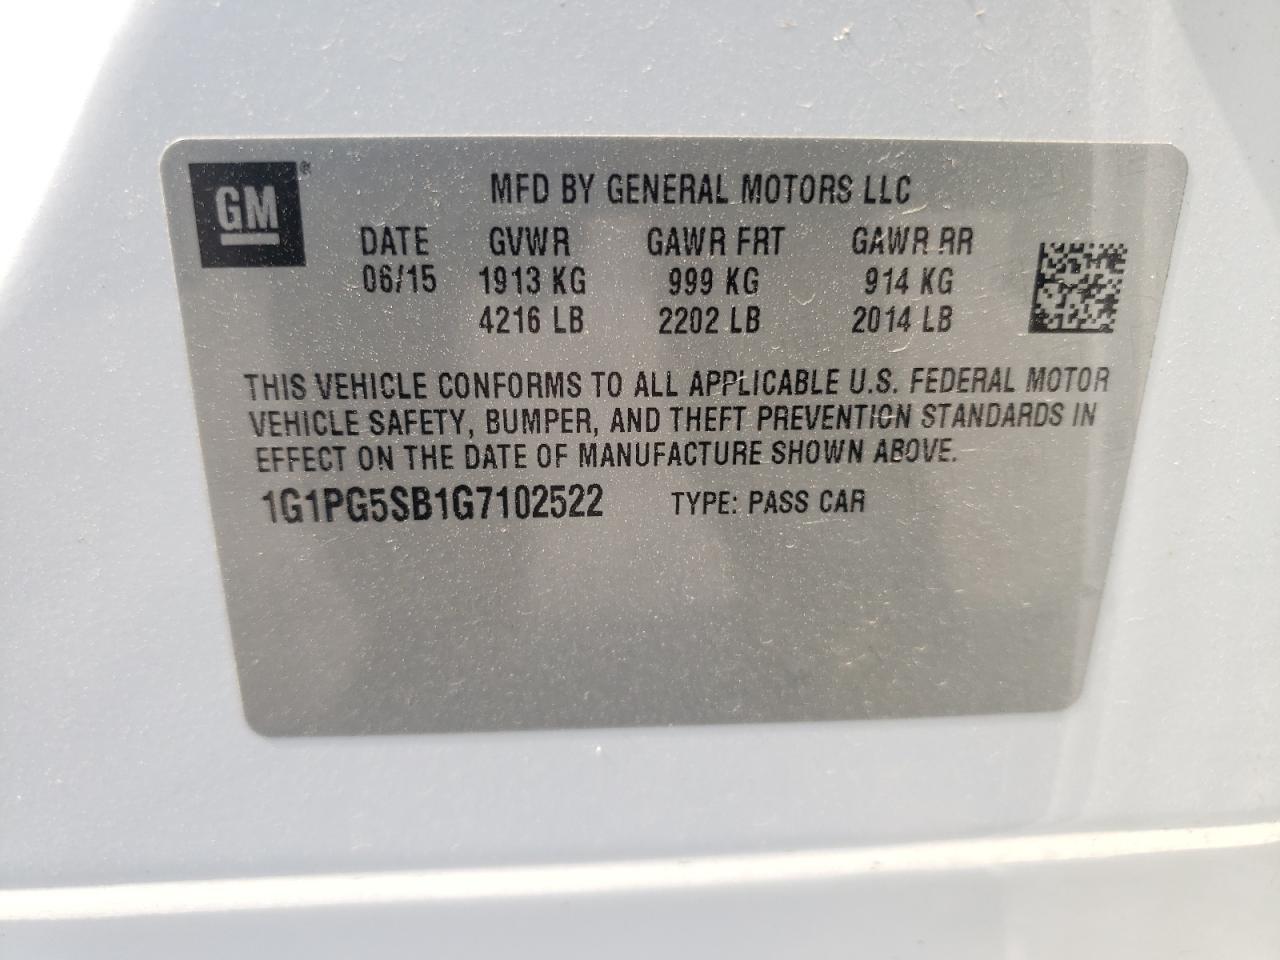 GM ®
MFD BY GENERAL MOTORS LLC
DATE GVWR GAWR FRT GAWR RR
06/15 1913 KG 999 KG 914 KG
4216 LB 2202 LB 2014 LB
THIS VEHICLE CONFORMS TO ALL APPLICABLE U.S. FEDERAL MOTOR
VEHICLE SAFETY, BUMPER, AND THEFT PREVENTION STANDARDS IN
EFFECT ON THE DATE OF MANUFACTURE SHOWN ABOVE.
1G1PG5SB1G7102522 TYPE: PASS CAR